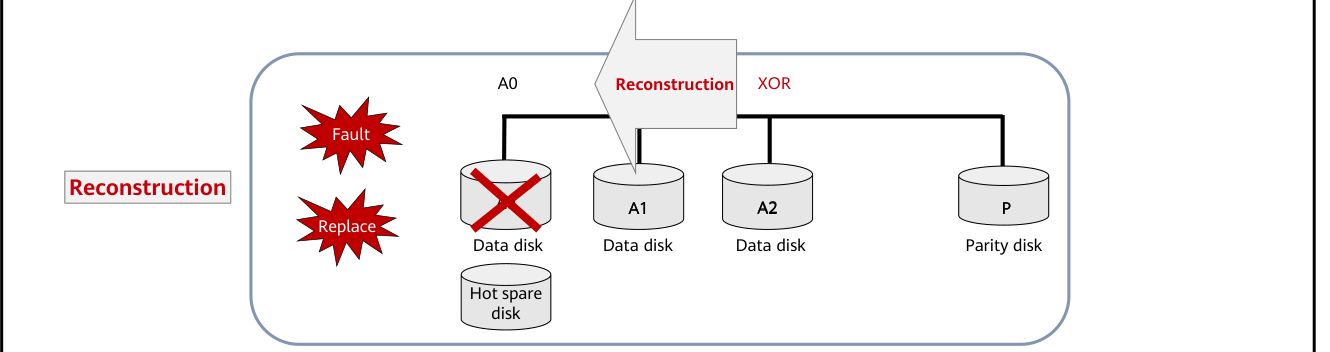 A0
Reconstruction
XOR
Fault
Reconstruction
Replace
A1
A2
P
Data disk
Data disk
Data disk
Parity disk
Hot spare
disk